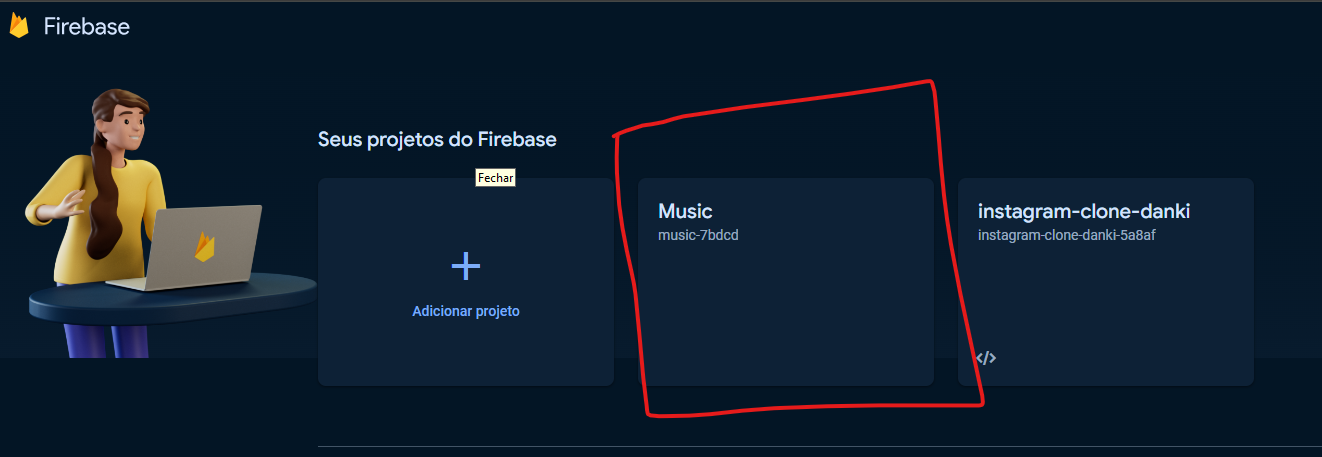 Firebase
Seus projetos do Firebase
Fechar
Adicionar projeto
Music
music-7bdcd
instagram-clone-danki
instagram-clone-danki-5a8af
</>